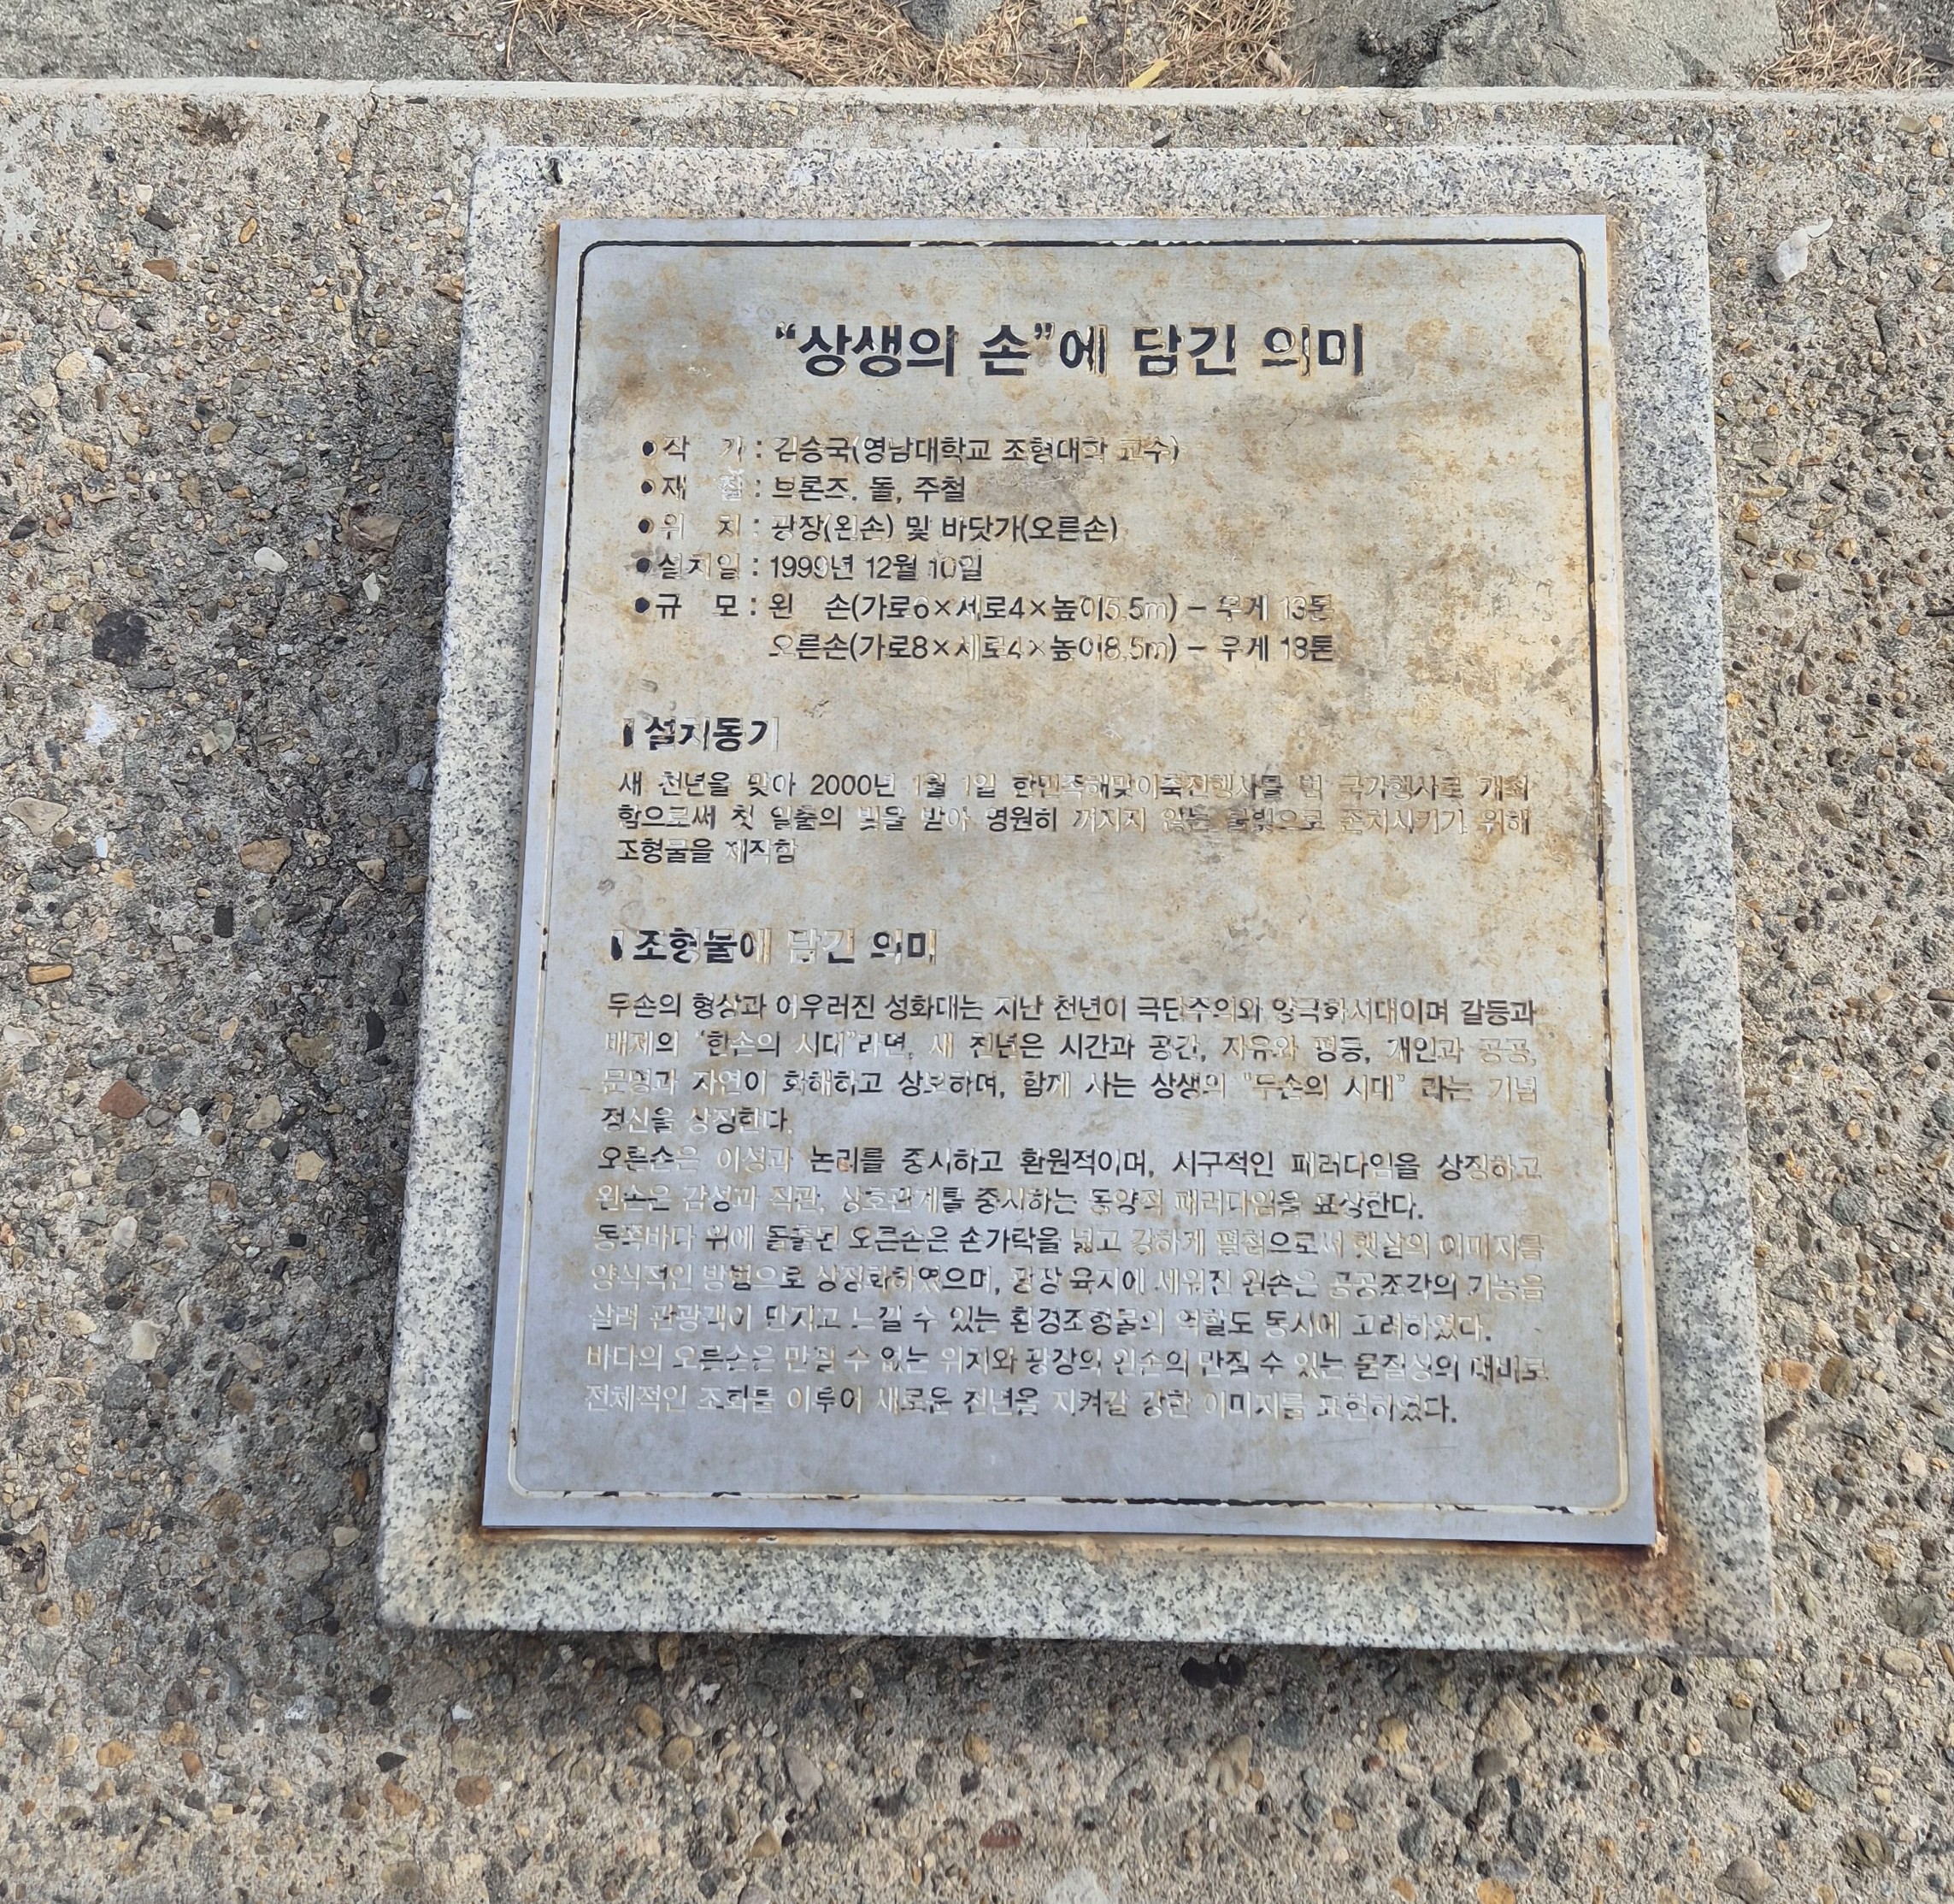 “상생의 손”에 담긴 의미
●작 가 : 김승국(영남대학교 조형대학 교수)
●재 질 : 브론즈, 돌, 주철
●위 치 : 광장(왼손) 및 바닷가(오른손)
●설치일 : 1999년 12월 10일
●규 모 : 왼 손(가로6×세로4×높이5.5m) – 무게 13톤
오른손(가로8×세로4×높이8.5m) – 무게 18톤
설치동기
새 천년을 맞아 2000년 1월 1일 한민족해맞이축전행사를 범 국가행사로 개최
함으로써 첫 일출의 빛을 받아 영원히 꺼지지 않는 불빛으로 존치시키기 위해
조형물을 제작함
조형물에 담긴 의미
두손의 형상과 어우러진 성화대는 지난 천년이 극단주의와 양극화시대이며 갈등과
배제의 “한손의 시대”라면, 새 천년은 시간과 공간, 자유와 평등, 개인과 공공,
문명과 자연이 화해하고 상보하며, 함께 사는 상생의 “두손의 시대” 라는 기념
정신을 상징한다.
오른손은 이성과 논리를 중시하고 환원적이며, 서구적인 패러다임을 상징하고
왼손은 감성과 직관, 상호관계를 중시하는 동양적 패러다임을 표상한다.
동쪽바다 위에 돌출된 오른손은 손가락을 넓고 강하게 펼침으로써 햇살의 이미지를
양식적인 방법으로 상징화하였으며, 광장 육지에 세워진 왼손은 공공조각의 기능을
살려 관광객이 만지고 느낄 수 있는 환경조형물의 역할도 동시에 고려하였다.
바다의 오른손은 만질 수 없는 위치와 광장의 왼손의 만질 수 있는 물질성의 대비로
전체적인 조화를 이루어 새로운 천년을 지켜갈 강한 이미지를 표현하였다.